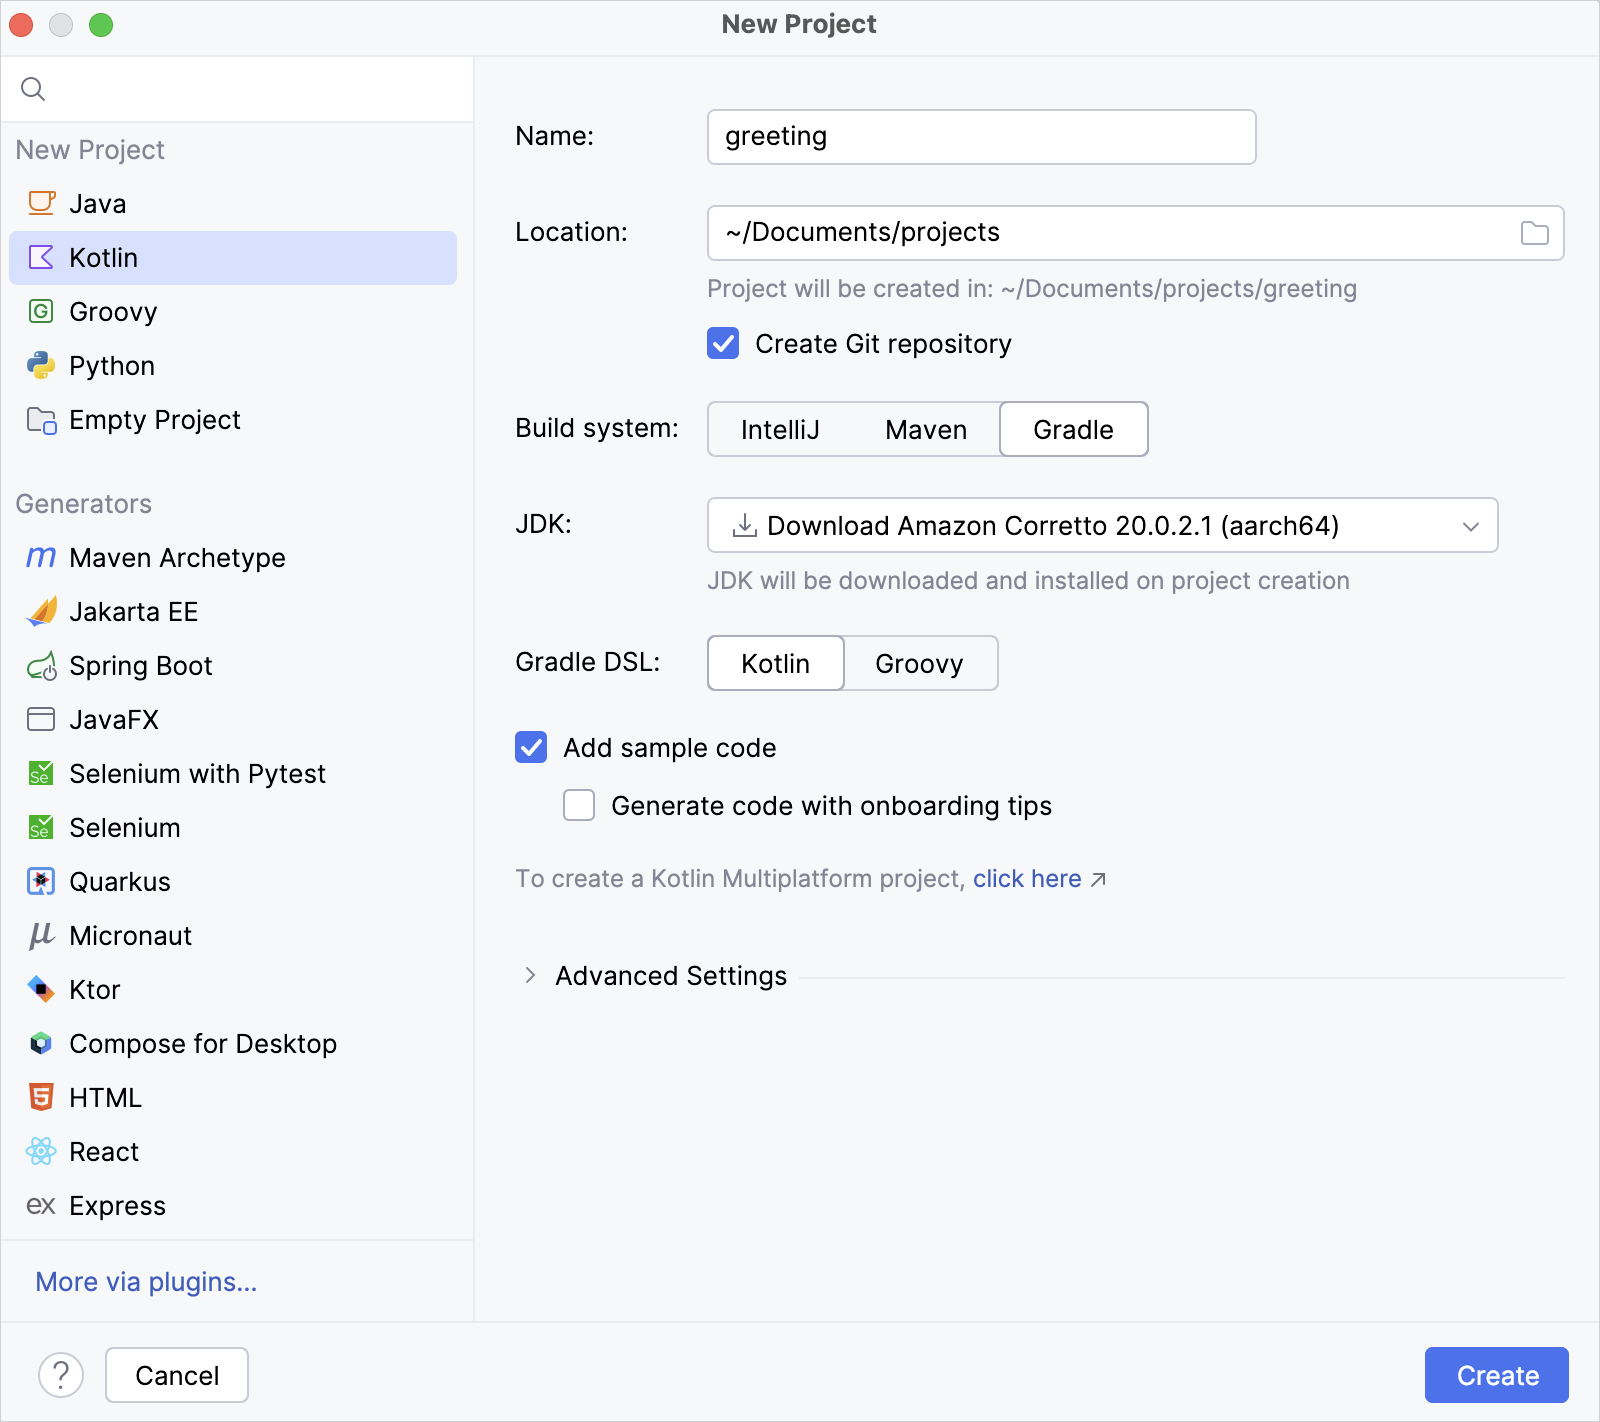 New Project
New Project
Java
Kotlin
G Groovy
Python
Empty Project
Generators
m Maven Archetype
Jakarta EE
Spring Boot
JavaFX
Se Selenium with Pytest
Se Selenium
Quarkus
μ Micronaut
Ktor
Compose for Desktop
5 HTML
React
ex Express
More via plugins...
Name: greeting
Location: ~/Documents/projects
Project will be created in: ~/Documents/projects/greeting
Create Git repository
Build system: IntelliJ Maven Gradle
JDK: Download Amazon Corretto 20.0.2.1 (aarch64)
JDK will be downloaded and installed on project creation
Gradle DSL: Kotlin Groovy
Add sample code
Generate code with onboarding tips
To create a Kotlin Multiplatform project, click here ↗
Advanced Settings
? Cancel Create